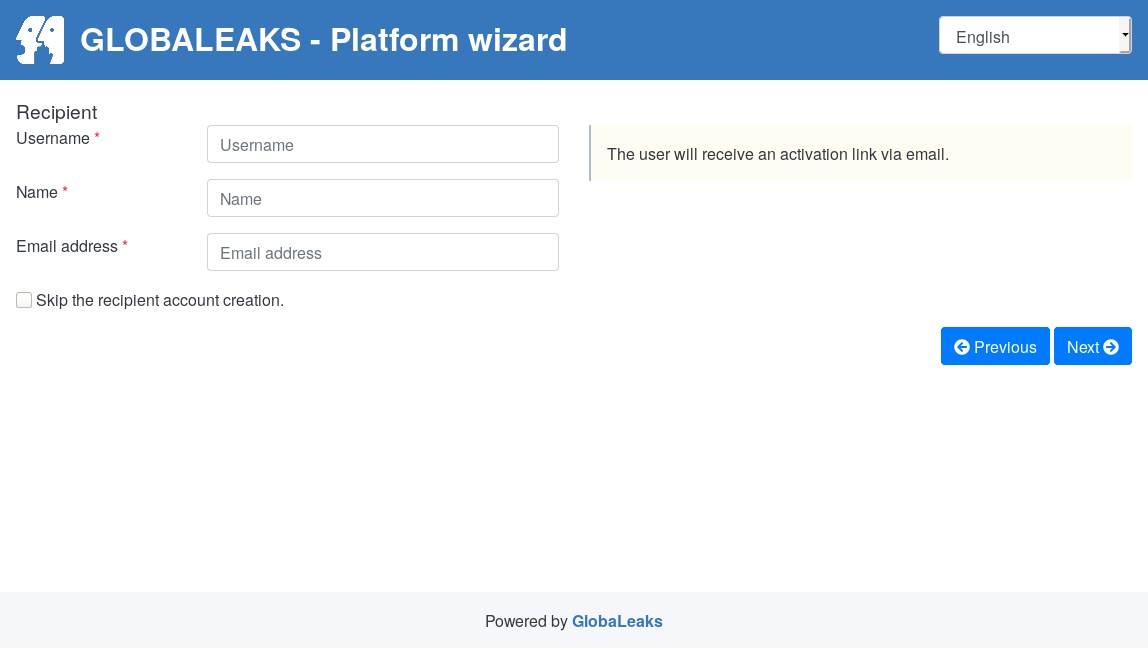 GLOBALEAKS - Platform wizard
English
Recipient
Username *
Username
The user will receive an activation link via email.
Name *
Name
Email address *
Email address
Skip the recipient account creation.
Previous
Next
Powered by GlobaLeaks